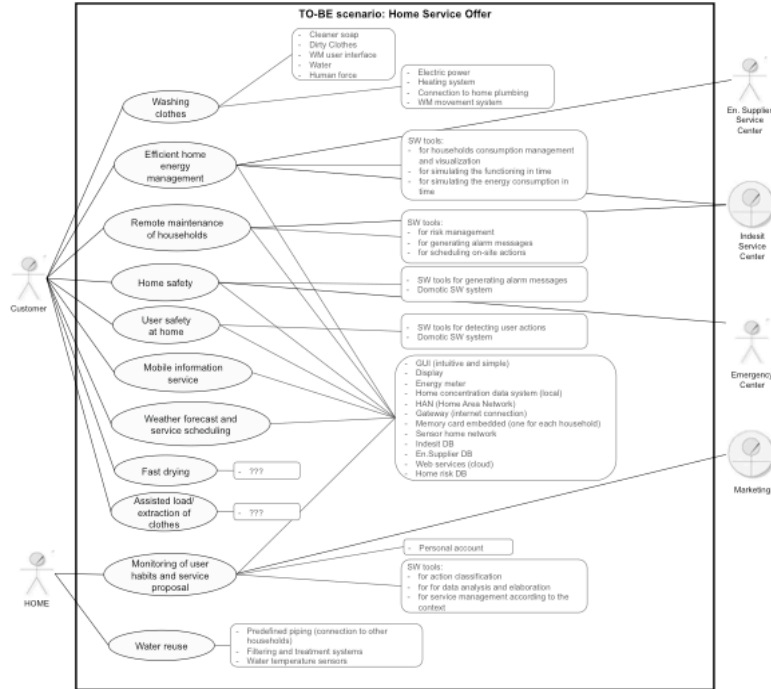 TO-BE scenario: Home Service Offer
- Cleaner soap
- Dirty Clothes
- WM user interface
- Water
- Human force
- Electric power
- Heating system
- Connection to home plumbing
- WM movement system
Washing
clothes
En. Supplier
Service
Center
Efficient home
energy
management
SW tools:
- for households consumption management
and visualization
- for simulating the functioning in time
- for simulating the energy consumption in
time
Remote maintenance
of households
SW tools:
- for risk management
- for generating alarm messages
- for scheduling on-site actions
Indesit
Service
Center
Customer
Home safety
- SW tools for generating alarm messages
- Domotic SW system
User safety
at home
- SW tools for detecting user actions
- Domotic SW system
Emergency
Center
Mobile information
service
- GUI (intuitive and simple)
- Display
- Energy meter
- Home concentration data system (local)
- HAN (Home Area Network)
- Gateway (internet connection)
- Memory card embedded (one for each household)
- Sensor home network
- Indesit DB
- En.Supplier DB
- Web services (cloud)
- Home risk DB
Weather forecast and
service scheduling
Fast drying
- ???
Assisted load/
extraction of
clothes
- ???
Marketing
HOME
Monitoring of user
habits and service
proposal
- Personal account
SW tools:
- for action classification
- for for data analysis and elaboration
- for service management according to the
context
Water reuse
- Predefined piping (connection to other
households)
- Filtering and treatment systems
- Water temperature sensors